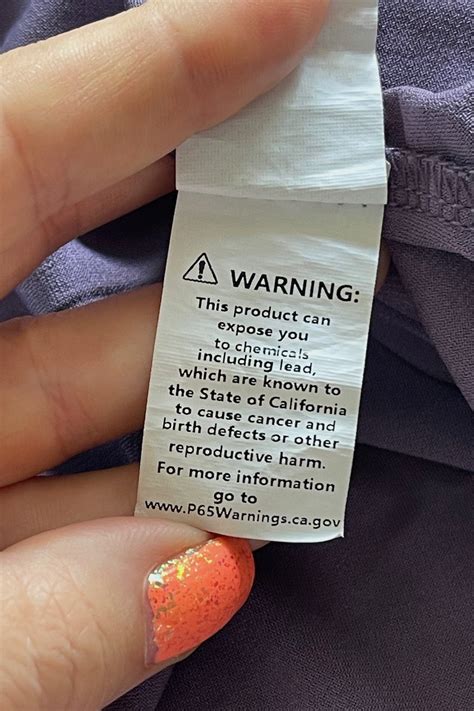 WARNING:
This product can
expose you
to chemicals
including lead,
which are known to
the State of California
to cause cancer and
birth defects or other
reproductive harm.
For more information
go to
www.P65Warnings.ca.gov